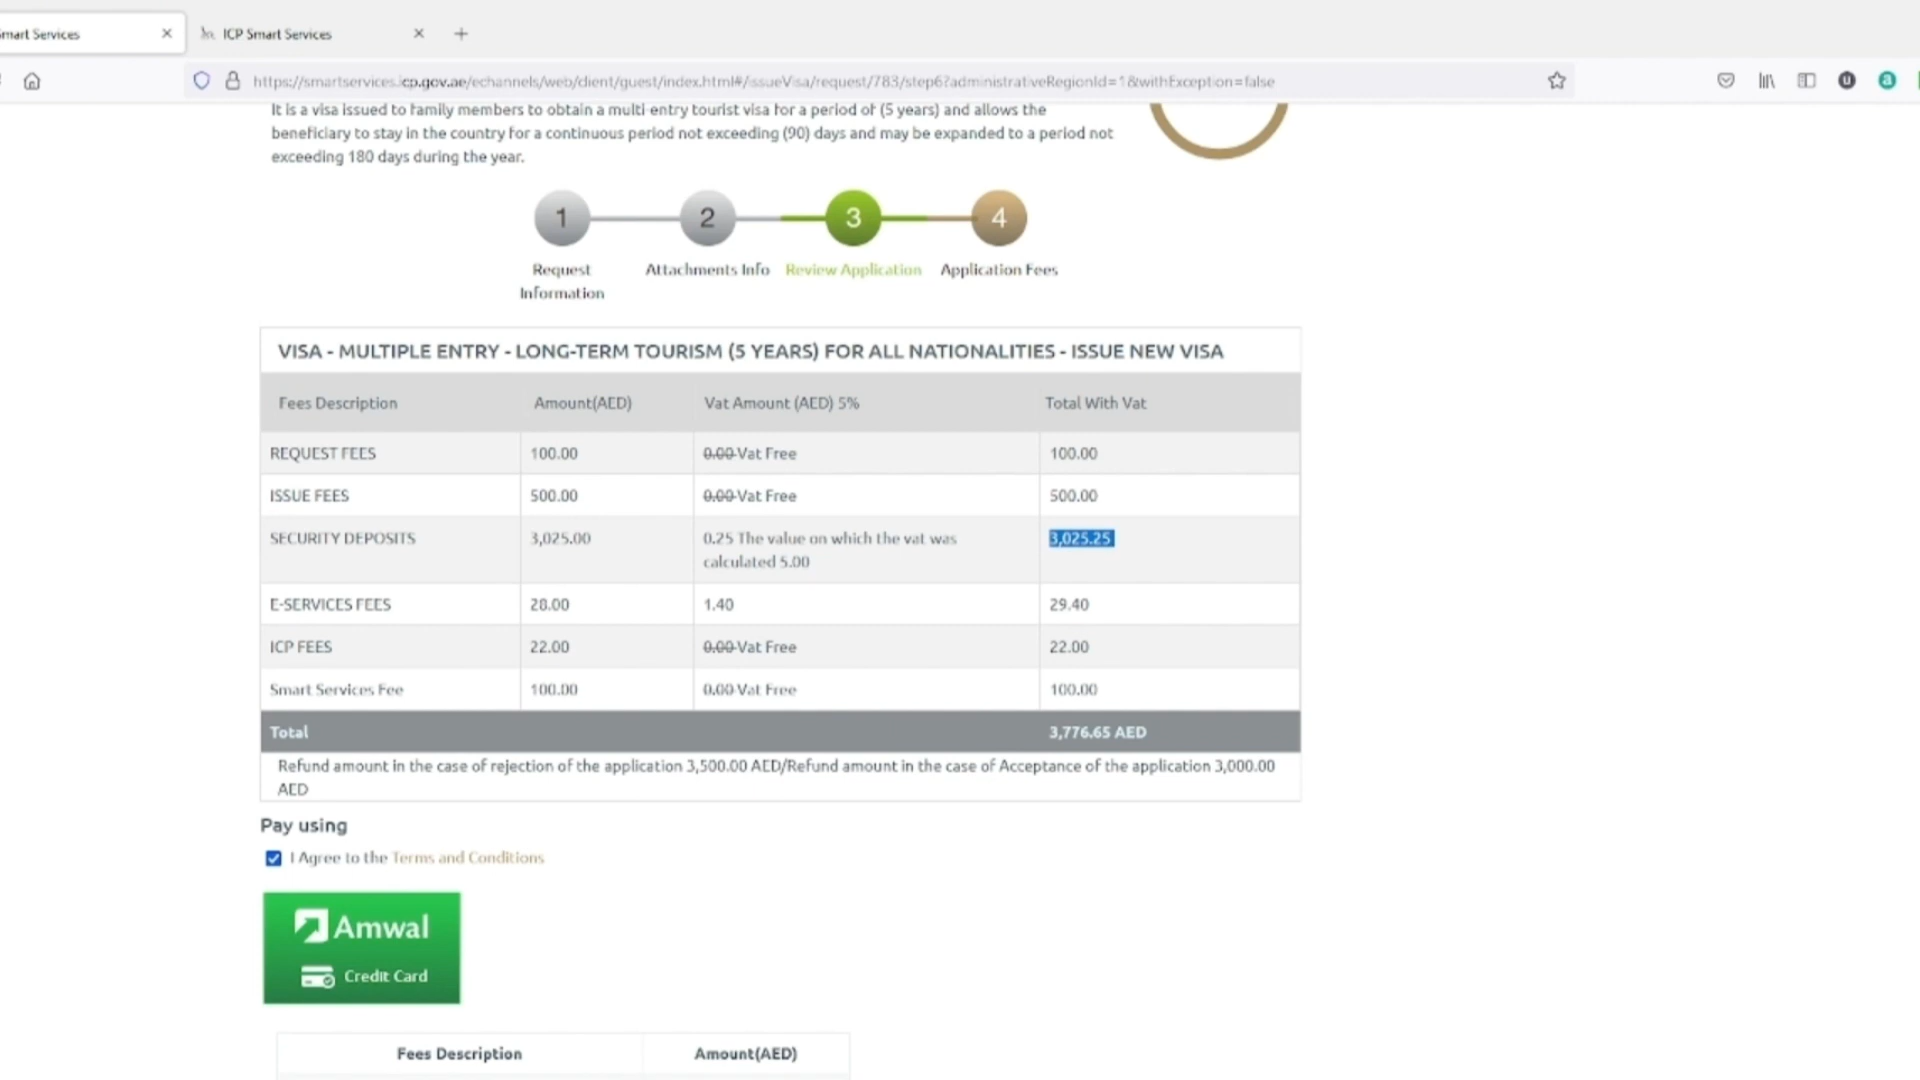 mart Services
ICP Smart Services
https://smartservices.icp.gov.ae/echannels/web/client/guest/index.html#/issueVisa/request/783/step6?administrativeRegionId=1&withException=false
It is a visa issued to family members to obtain a multi-entry tourist visa for a period of (5 years) and allows the
beneficiary to stay in the country for a continuous period not exceeding (90) days and may be expanded to a period not
exceeding 180 days during the year.
1 2 3 4
Request Attachments Info Review Application Application Fees
Information
VISA - MULTIPLE ENTRY - LONG-TERM TOURISM (5 YEARS) FOR ALL NATIONALITIES - ISSUE NEW VISA
Fees Description Amount(AED) Vat Amount (AED) 5% Total With Vat
REQUEST FEES 100.00 0.00 Vat Free 100.00
ISSUE FEES 500.00 0.00 Vat Free 500.00
SECURITY DEPOSITS 3,025.00 0.25 The value on which the vat was 3,025.25
calculated 5.00
E-SERVICES FEES 28.00 1.40 29.40
ICP FEES 22.00 0.00 Vat Free 22.00
Smart Services Fee 100.00 0.00 Vat Free 100.00
Total 3,776.65 AED
Refund amount in the case of rejection of the application 3,500.00 AED/Refund amount in the case of Acceptance of the application 3,000.00
AED
Pay using
I Agree to the Terms and Conditions
Amwal
Credit Card
Fees Description Amount(AED)